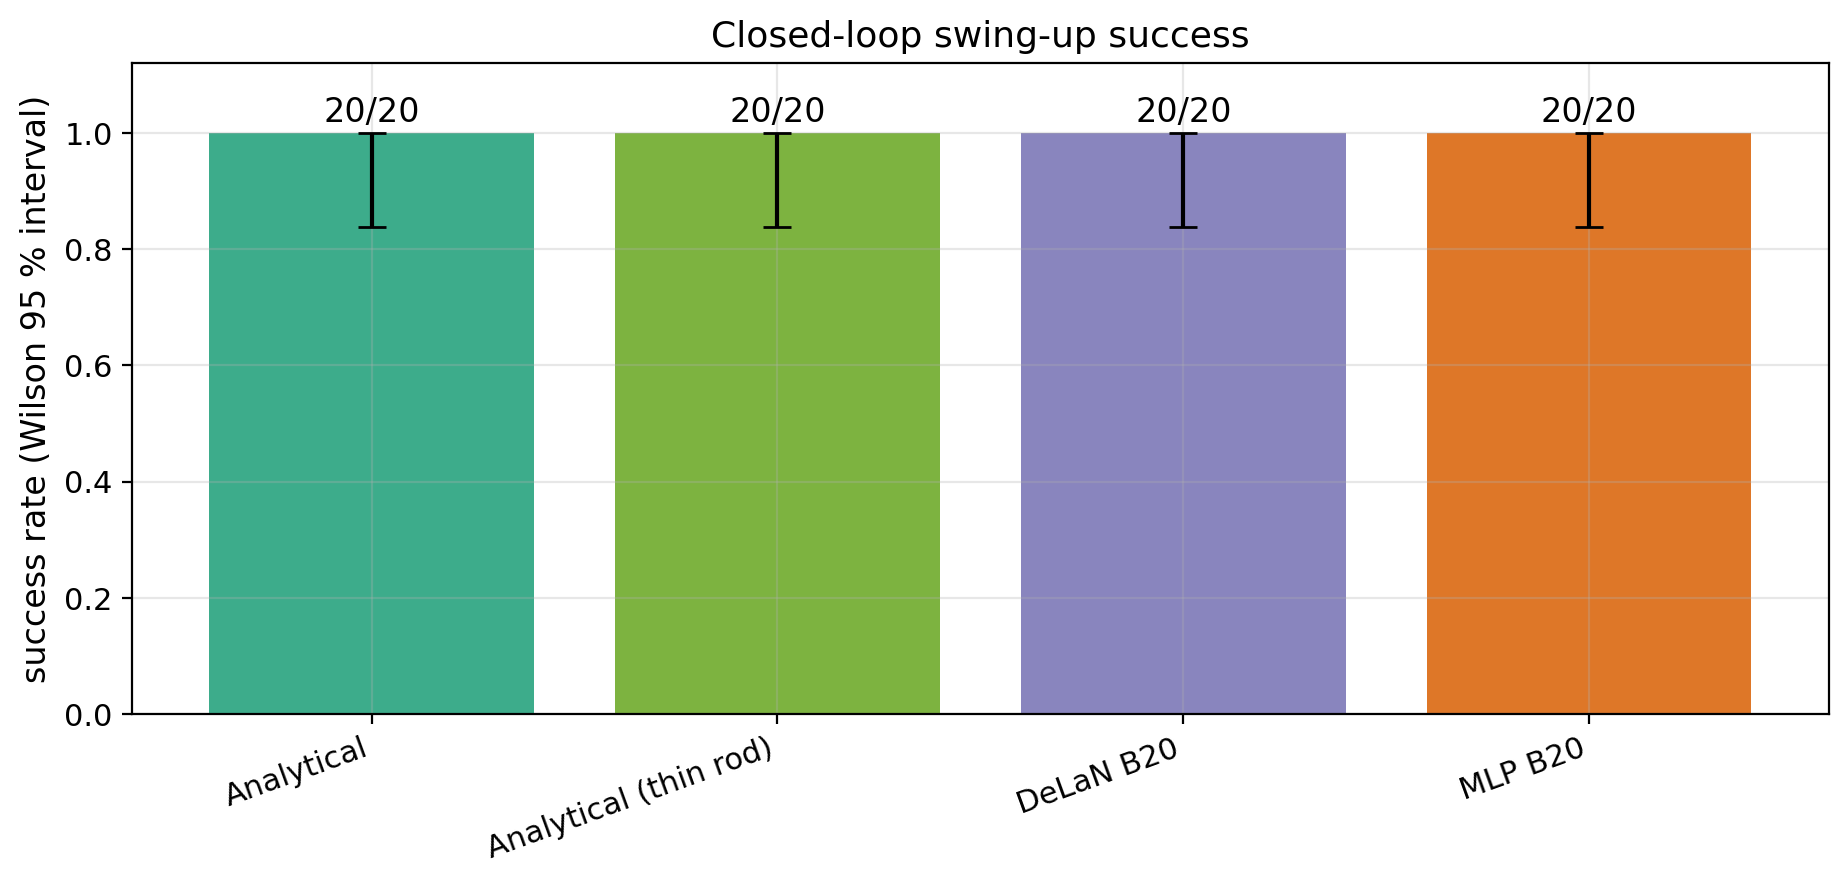 Closed-loop swing-up success
success rate (Wilson 95 % interval)
1.0
0.8
0.6
0.4
0.2
0.0
20/20
20/20
20/20
20/20
Analytical
Analytical (thin rod)
DeLaN B20
MLP B20